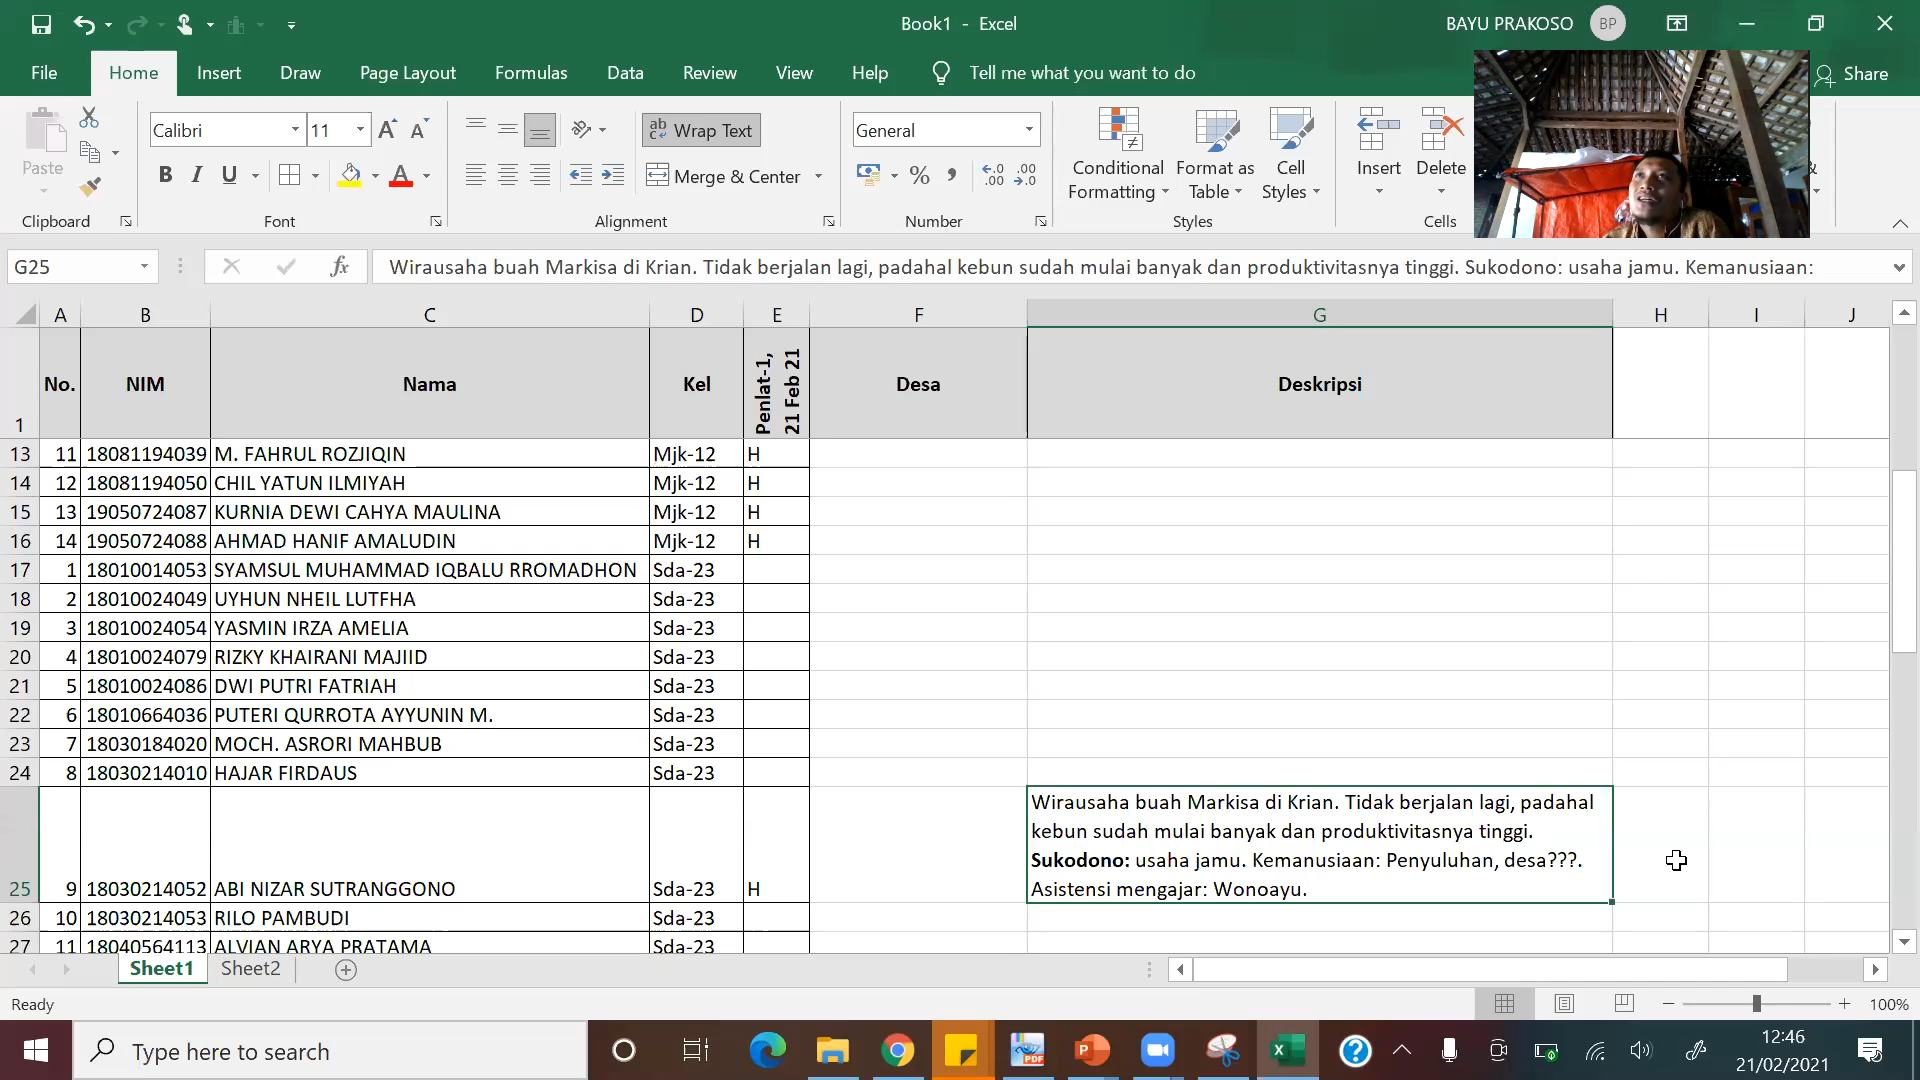 Book1 - Excel
BAYU PRAKOSO BP
File Home Insert Draw Page Layout Formulas Data Review View Help Tell me what you want to do Share
Calibri 11 Wrap Text General
Paste B I U Merge & Center % Conditional Formatting Format as Table Cell Styles Insert Delete
Clipboard Font Alignment Number Styles Cells
G25 fx Wirausaha buah Markisa di Krian. Tidak berjalan lagi, padahal kebun sudah mulai banyak dan produktivitasnya tinggi. Sukodono: usaha jamu. Kemanusiaan:
A B C D E F G H I J
1 No. NIM Nama Kel Penlat-1, 21 Feb 21 Desa Deskripsi
13 11 18081194039 M. FAHRUL ROZJIQIN Mjk-12 H
14 12 18081194050 CHIL YATUN ILMIYAH Mjk-12 H
15 13 19050724087 KURNIA DEWI CAHYA MAULINA Mjk-12 H
16 14 19050724088 AHMAD HANIF AMALUDIN Mjk-12 H
17 1 18010014053 SYAMSUL MUHAMMAD IQBALU RROMADHON Sda-23
18 2 18010024049 UYHUN NHEIL LUTFHA Sda-23
19 3 18010024054 YASMIN IRZA AMELIA Sda-23
20 4 18010024079 RIZKY KHAIRANI MAJIID Sda-23
21 5 18010024086 DWI PUTRI FATRIAH Sda-23
22 6 18010664036 PUTERI QURROTA AYYUNIN M. Sda-23
23 7 18030184020 MOCH. ASRORI MAHBUB Sda-23
24 8 18030214010 HAJAR FIRDAUS Sda-23
Wirausaha buah Markisa di Krian. Tidak berjalan lagi, padahal
kebun sudah mulai banyak dan produktivitasnya tinggi.
Sukodono: usaha jamu. Kemanusiaan: Penyuluhan, desa???.
25 9 18030214052 ABI NIZAR SUTRANGGONO Sda-23 H Asistensi mengajar: Wonoayu.
26 10 18030214053 RILO PAMBUDI Sda-23
27 11 18040564113 ALVIAN ARYA PRATAMA Sda-23
Sheet1 Sheet2
Ready 100%
Type here to search 12:46
21/02/2021